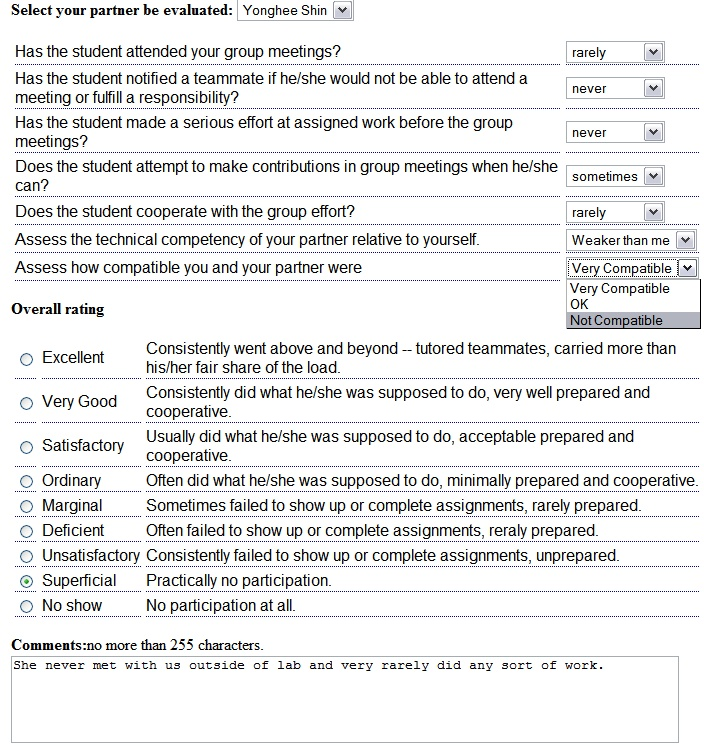 Select your partner be evaluated: Yonghee Shin
Has the student attended your group meetings? rarely
Has the student notified a teammate if he/she would not be able to attend a
meeting or fulfill a responsibility? never
Has the student made a serious effort at assigned work before the group
meetings? never
Does the student attempt to make contributions in group meetings when he/she
can? sometimes
Does the student cooperate with the group effort? rarely
Assess the technical competency of your partner relative to yourself. Weaker than me
Assess how compatible you and your partner were Very Compatible
Very Compatible
OK
Not Compatible
Overall rating
Excellent Consistently went above and beyond -- tutored teammates, carried more than
his/her fair share of the load.
Very Good Consistently did what he/she was supposed to do, very well prepared and
cooperative.
Satisfactory Usually did what he/she was supposed to do, acceptable prepared and
cooperative.
Ordinary Often did what he/she was supposed to do, minimally prepared and cooperative.
Marginal Sometimes failed to show up or complete assignments, rarely prepared.
Deficient Often failed to show up or complete assignments, reraly prepared.
Unsatisfactory Consistently failed to show up or complete assignments, unprepared.
Superficial Practically no participation.
No show No participation at all.
Comments:no more than 255 characters.
She never met with us outside of lab and very rarely did any sort of work.